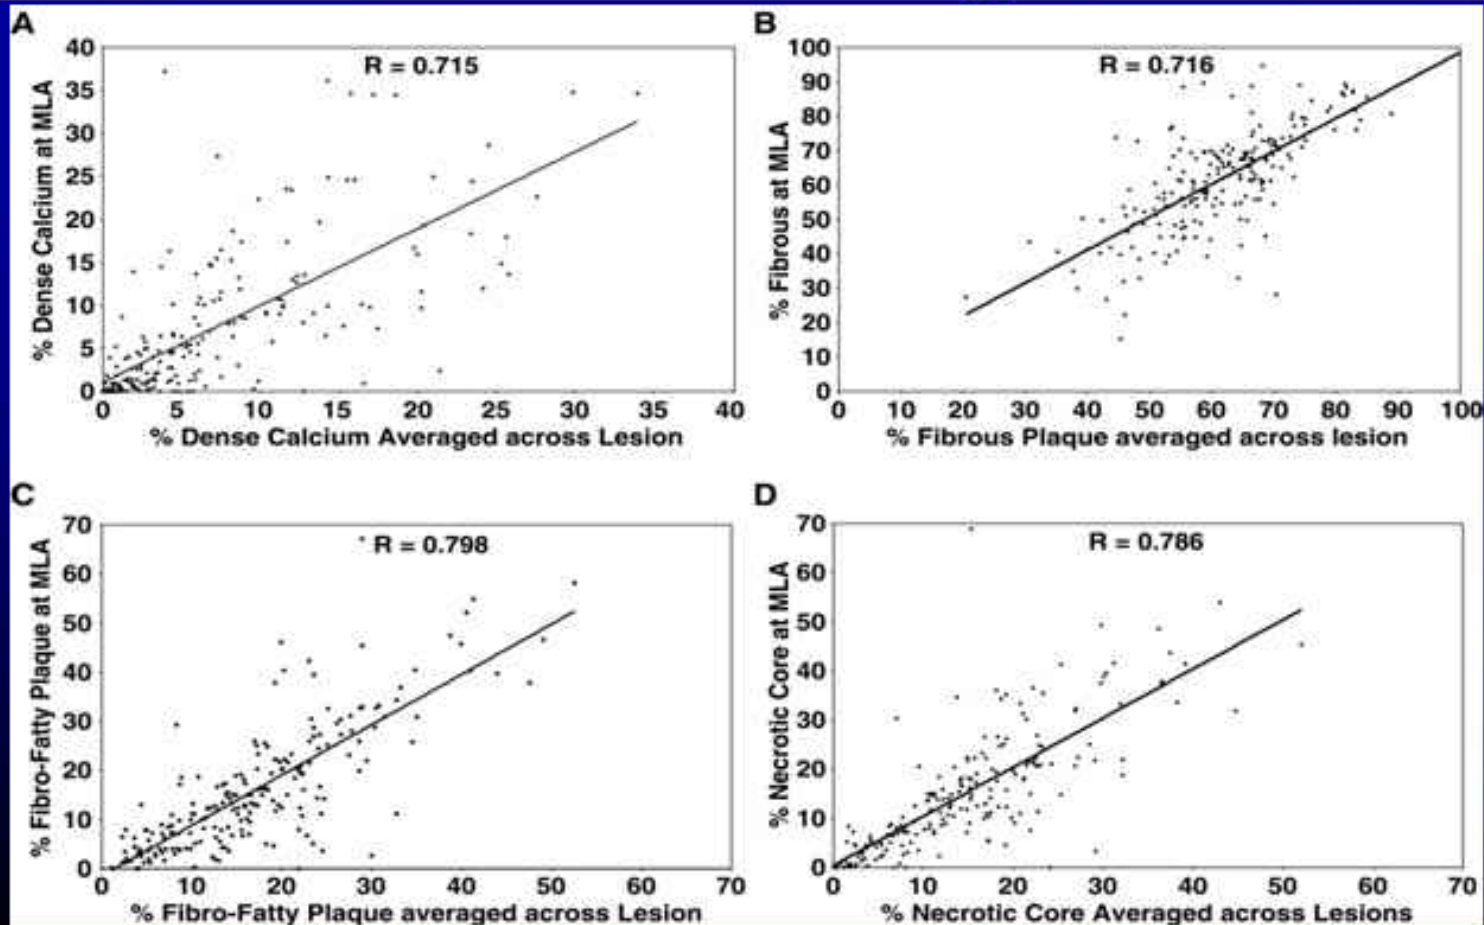 A
R = 0.715
% Dense Calcium at MLA
40
35
30
25
20
15
10
5
0
0 5 10 15 20 25 30 35 40
% Dense Calcium Averaged across Lesion
B
R = 0.716
% Fibrous at MLA
100
90
80
70
60
50
40
30
20
10
0
0 10 20 30 40 50 60 70 80 90 100
% Fibrous Plaque averaged across lesion
C
R = 0.798
% Fibro-Fatty Plaque at MLA
70
60
50
40
30
20
10
0
0 10 20 30 40 50 60 70
% Fibro-Fatty Plaque averaged across Lesion
D
R = 0.786
% Necrotic Core at MLA
70
60
50
40
30
20
10
0
0 10 20 30 40 50 60 70
% Necrotic Core Averaged across Lesions